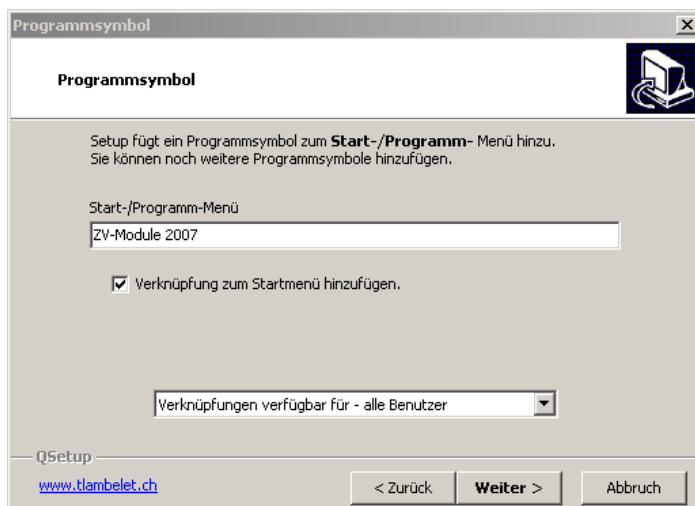 Programmsymbol
Programmsymbol
Setup fügt ein Programmsymbol zum Start-/Programm- Menü hinzu.
Sie können noch weitere Programmsymbole hinzufügen.
Start-/Programm-Menü
ZV-Module 2007
Verknüpfung zum Startmenü hinzufügen.
Verknüpfungen verfügbar für - alle Benutzer
QSetup
www.tlambelet.ch
< Zurück
Weiter >
Abbruch